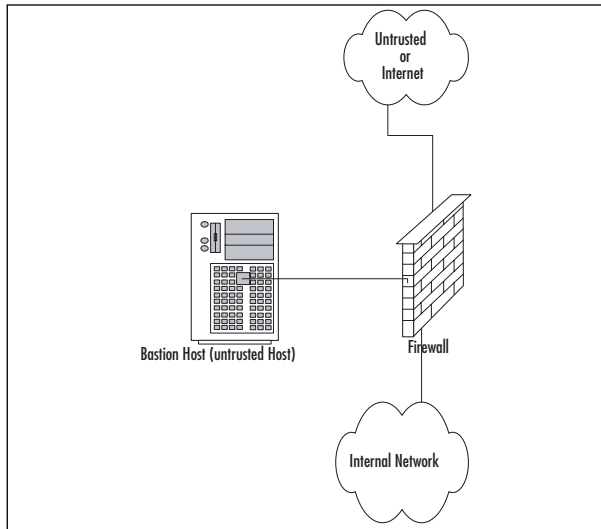 Untrusted
or
Internet
Bastion Host (untrusted Host)
Firewall
Internal Network